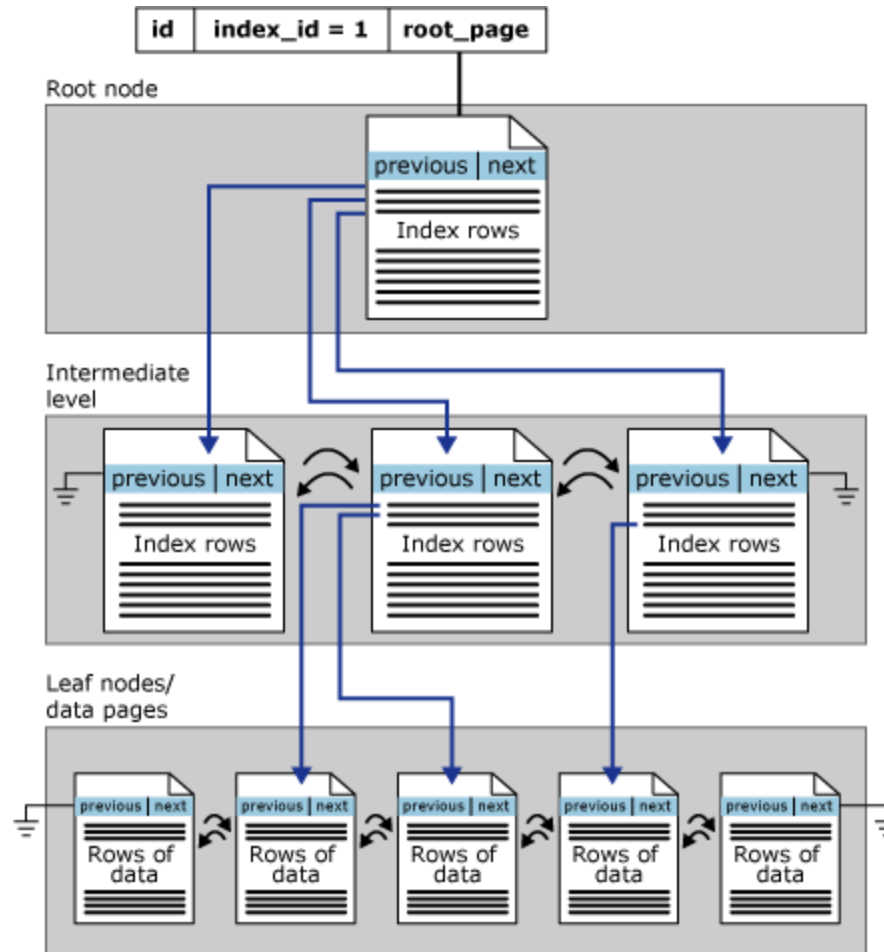 id index_id = 1 root_page
Root node
previous next
Index rows
Intermediate
level
previous next previous next previous next
Index rows Index rows Index rows
Leaf nodes/
data pages
previous next previous next previous next previous next previous next
Rows of Rows of Rows of Rows of Rows of
data data data data data